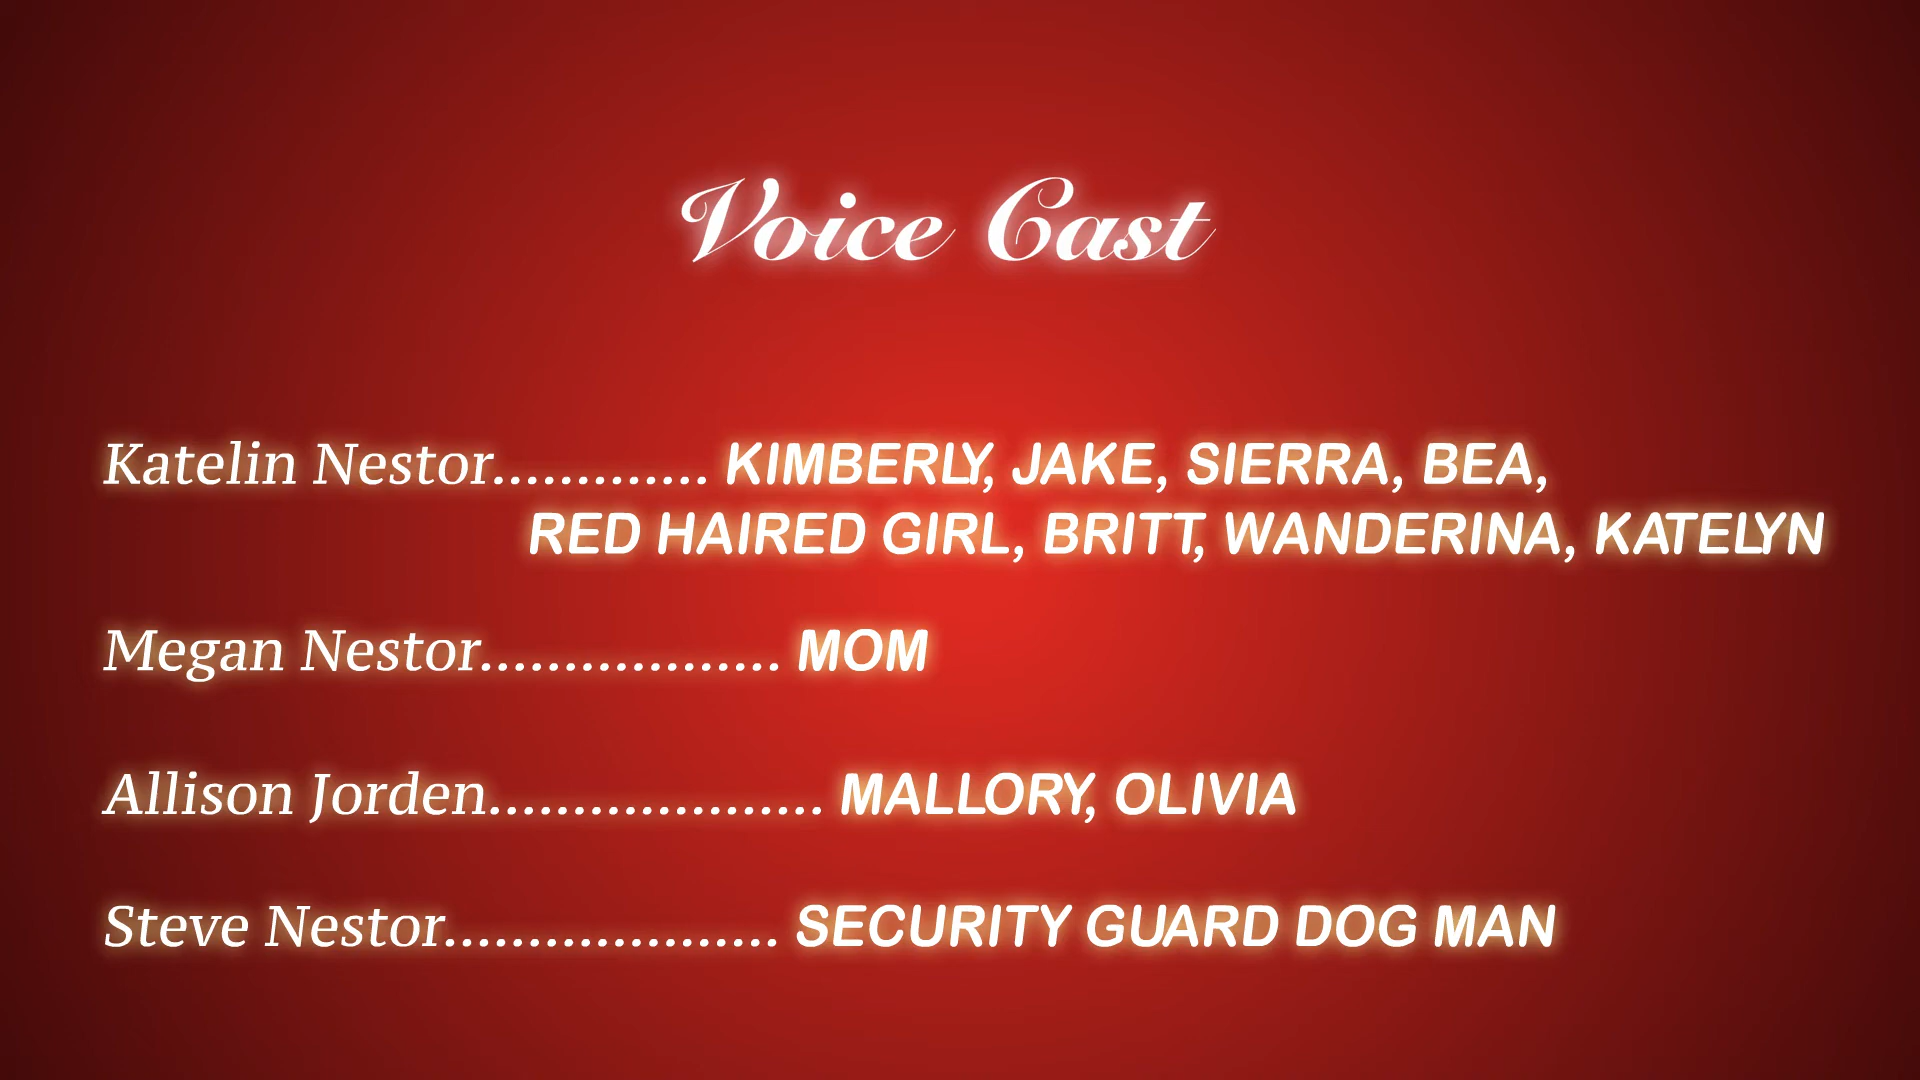 Voice Cast
Katelin Nestor............. KIMBERLY, JAKE, SIERRA, BEA,
RED HAIRED GIRL, BRITT, WANDERINA, KATELYN
Megan Nestor.................. MOM
Allison Jorden.................... MALLORY, OLIVIA
Steve Nestor.................... SECURITY GUARD DOG MAN